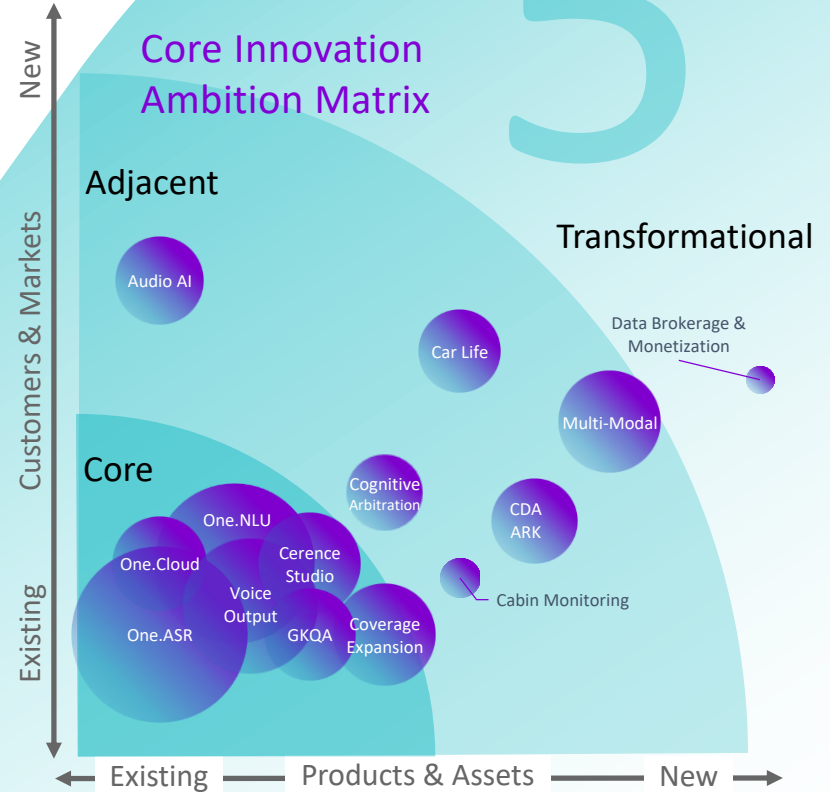 3
Core Innovation
Ambition Matrix
New
Customers & Markets
Existing
Adjacent
Transformational
Audio AI
Data Brokerage &
Monetization
Car Life
Multi-Modal
Core
Cognitive
Arbitration
One.NLU
CDA
ARK
One.Cloud
Cerence
Studio
Cabin Monitoring
Voice
Output
One.ASR
GKQA
Coverage
Expansion
Existing
Products & Assets
New